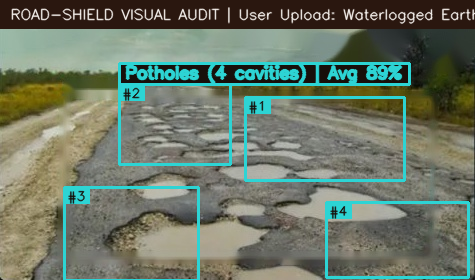 ROAD-SHIELD VISUAL AUDIT | User Upload: Waterlogged Earth
Potholes (4 cavities) | Avg 89%
#2
#1
#3
#4